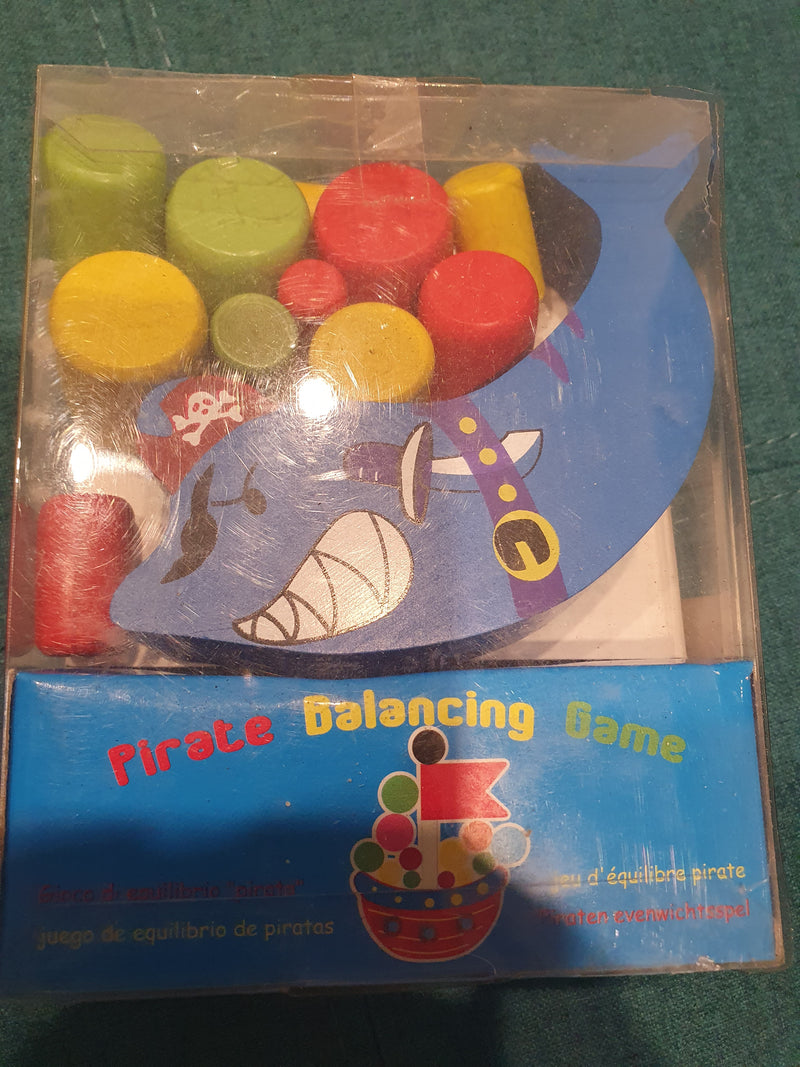 Pirate Balancing Game
Gioco di equilibrio "pirata"
jeu d'équilibre pirate
juego de equilibrio de piratas
Piraten evenwichtespel